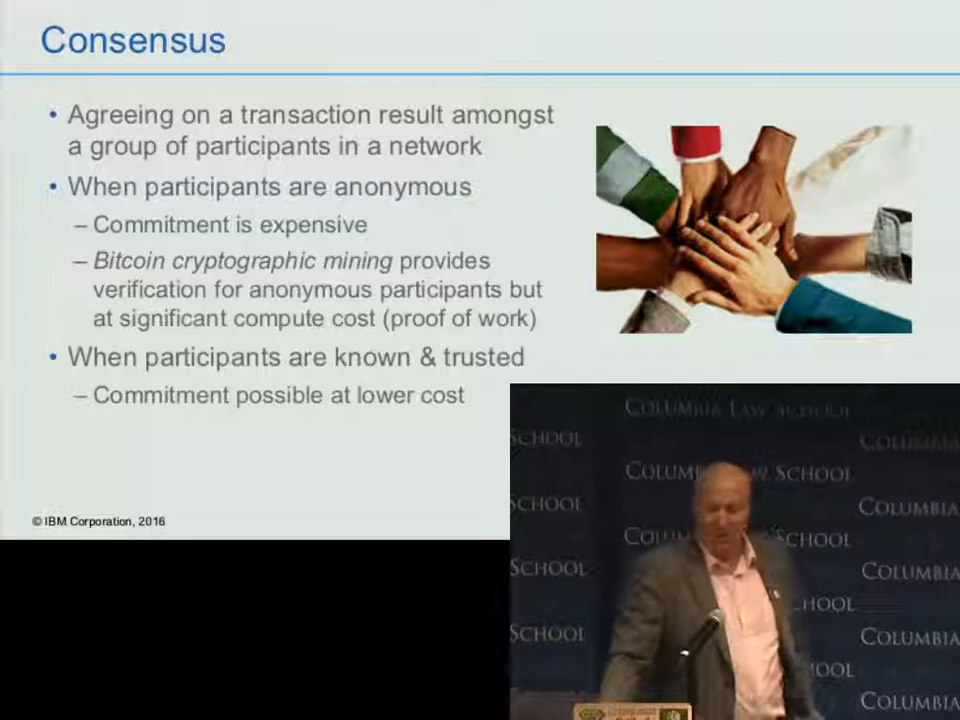 Consensus
• Agreeing on a transaction result amongst
a group of participants in a network
• When participants are anonymous
– Commitment is expensive
– Bitcoin cryptographic mining provides
verification for anonymous participants but
at significant compute cost (proof of work)
• When participants are known & trusted
– Commitment possible at lower cost
© IBM Corporation, 2016
COLUMBIA LAW SCHOOL
SCHOOL
COLUMBIA
SCHOOL
SCHOOL
COLUMBIA
SCHOOL
SCHOOL
COLUMBIA
SCHOOL
COLUMBIA
COLUMBIA